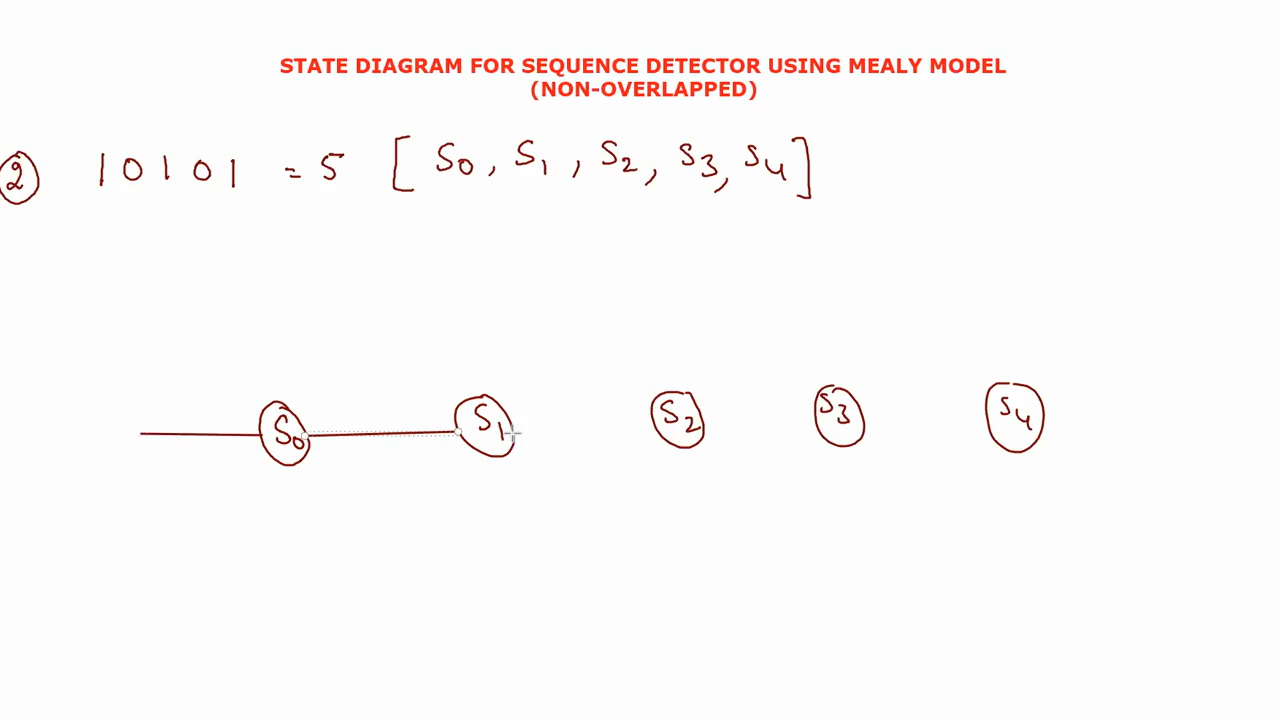 STATE DIAGRAM FOR SEQUENCE DETECTOR USING MEALY MODEL
(NON-OVERLAPPED)
2 10101 = 5 [ S0, S1, S2, S3, S4 ]
S0 S1 S2 S3 S4